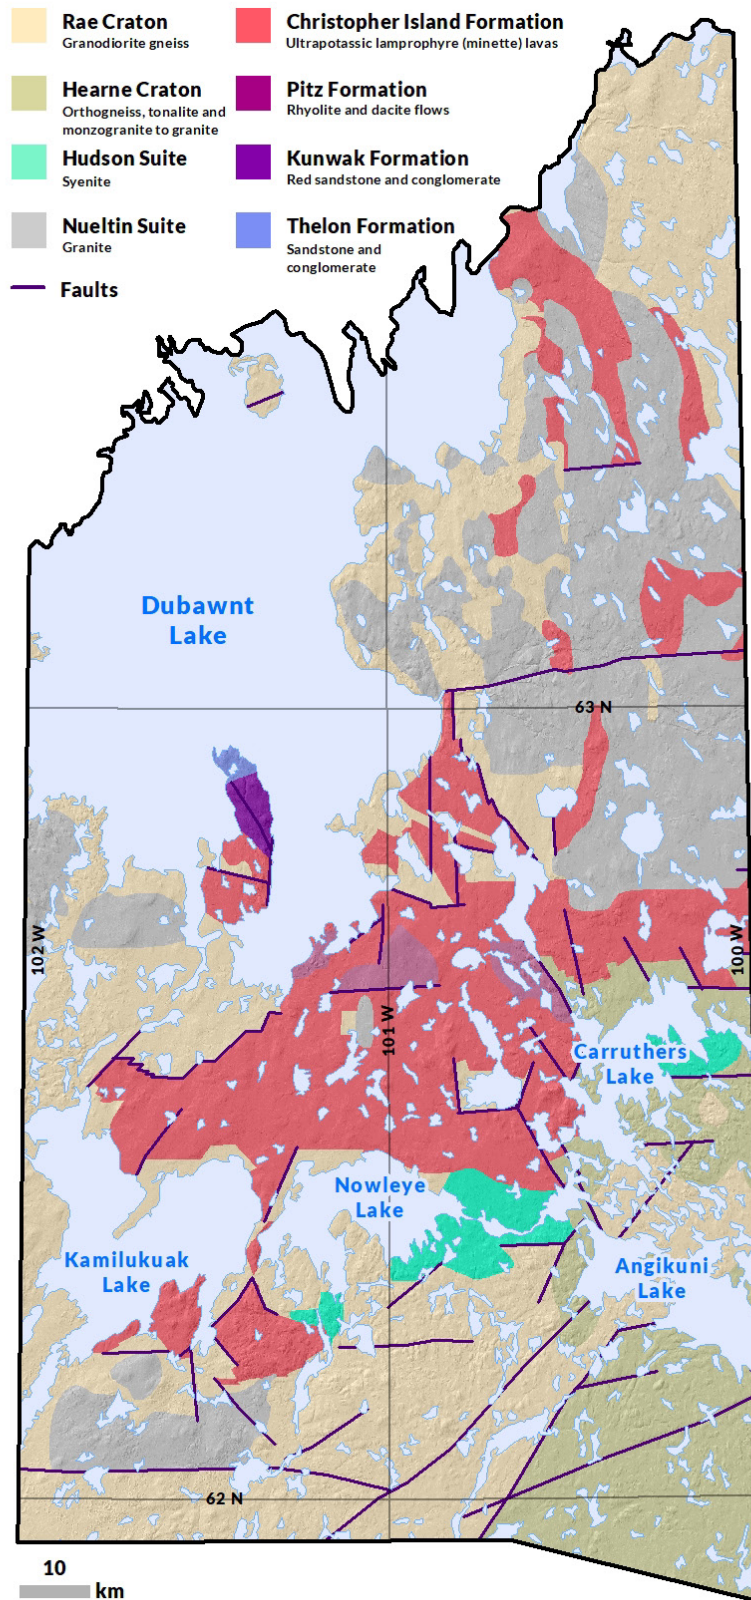 Rae Craton
Granodiorite gneiss
Hearne Craton
Orthogneiss, tonalite and
monzogranite to granite
Hudson Suite
Syenite
Nueltin Suite
Granite
Faults
Christopher Island Formation
Ultrapotassic lamprophyre (minette) lavas
Pitz Formation
Rhyolite and dacite flows
Kunwak Formation
Red sandstone and conglomerate
Thelon Formation
Sandstone and
conglomerate
Dubawnt
Lake
63 N
102 W
101 W
100 W
Carruthers
Lake
Nowleye
Lake
Kamilukuak
Lake
Angikuni
Lake
62 N
10
km